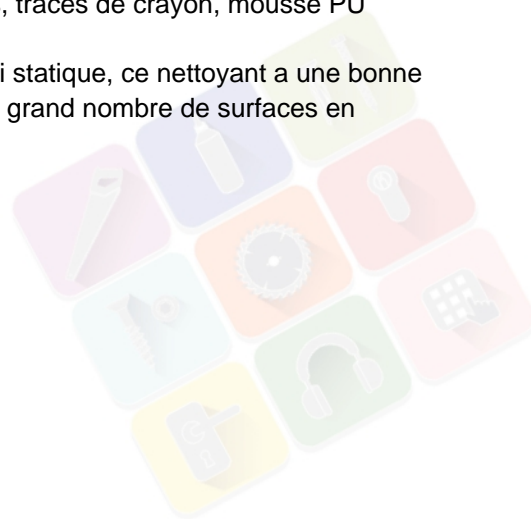 , traces de crayon, mousse PU
i statique, ce nettoyant a une bonne
grand nombre de surfaces en